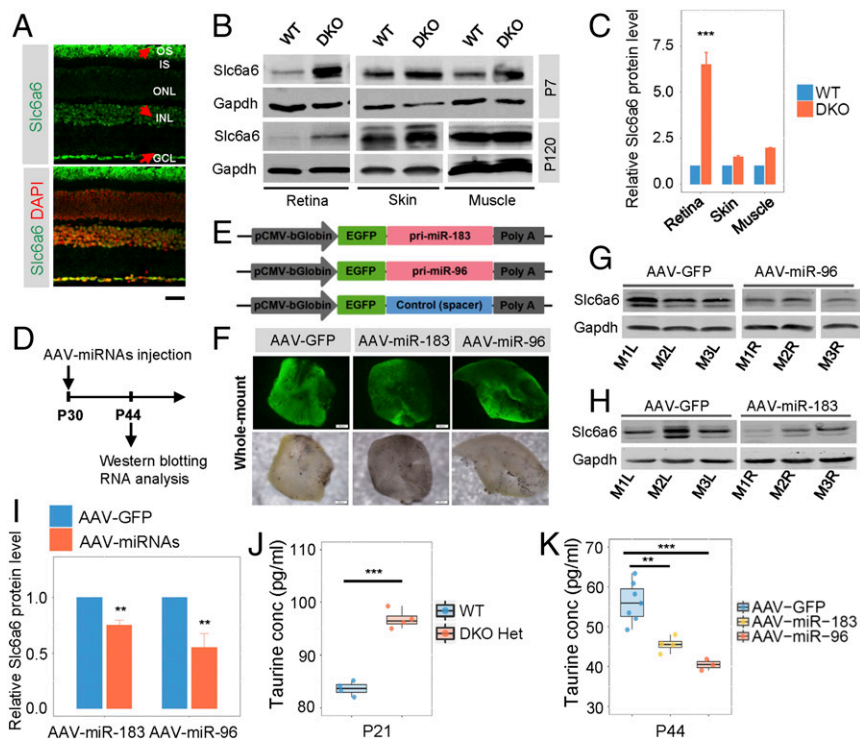 A
Slc6a6
OS
IS
ONL
INL
GCL
Slc6a6 DAPI
B
WT DKO WT DKO WT DKO
Slc6a6
Gapdh
P7
Slc6a6
Gapdh
P120
Retina Skin Muscle
C
Relative Slc6a6 protein level
7.5
5.0
2.5
0.0
***
WT
DKO
Retina
Skin
Muscle
D
AAV-miRNAs injection
P30 P44
Western blotting
RNA analysis
E
pCMV-bGlobin EGFP pri-miR-183 Poly A
pCMV-bGlobin EGFP pri-miR-96 Poly A
pCMV-bGlobin EGFP Control (spacer) Poly A
F
AAV-GFP AAV-miR-183 AAV-miR-96
Whole-mount
G
AAV-GFP AAV-miR-96
Slc6a6
Gapdh
M1L M2L M3L M1R M2R M3R
H
AAV-GFP AAV-miR-183
Slc6a6
Gapdh
M1L M2L M3L M1R M2R M3R
I
AAV-GFP
AAV-miRNAs
Relative Slc6a6 protein level
1.0
0.5
0.0
**
**
AAV-miR-183 AAV-miR-96
J
Taurine conc (pg/ml)
110
100
90
80
***
WT
DKO Het
P21
K
Taurine conc (pg/ml)
70
60
50
40
30
***
**
AAV-GFP
AAV-miR-183
AAV-miR-96
P44